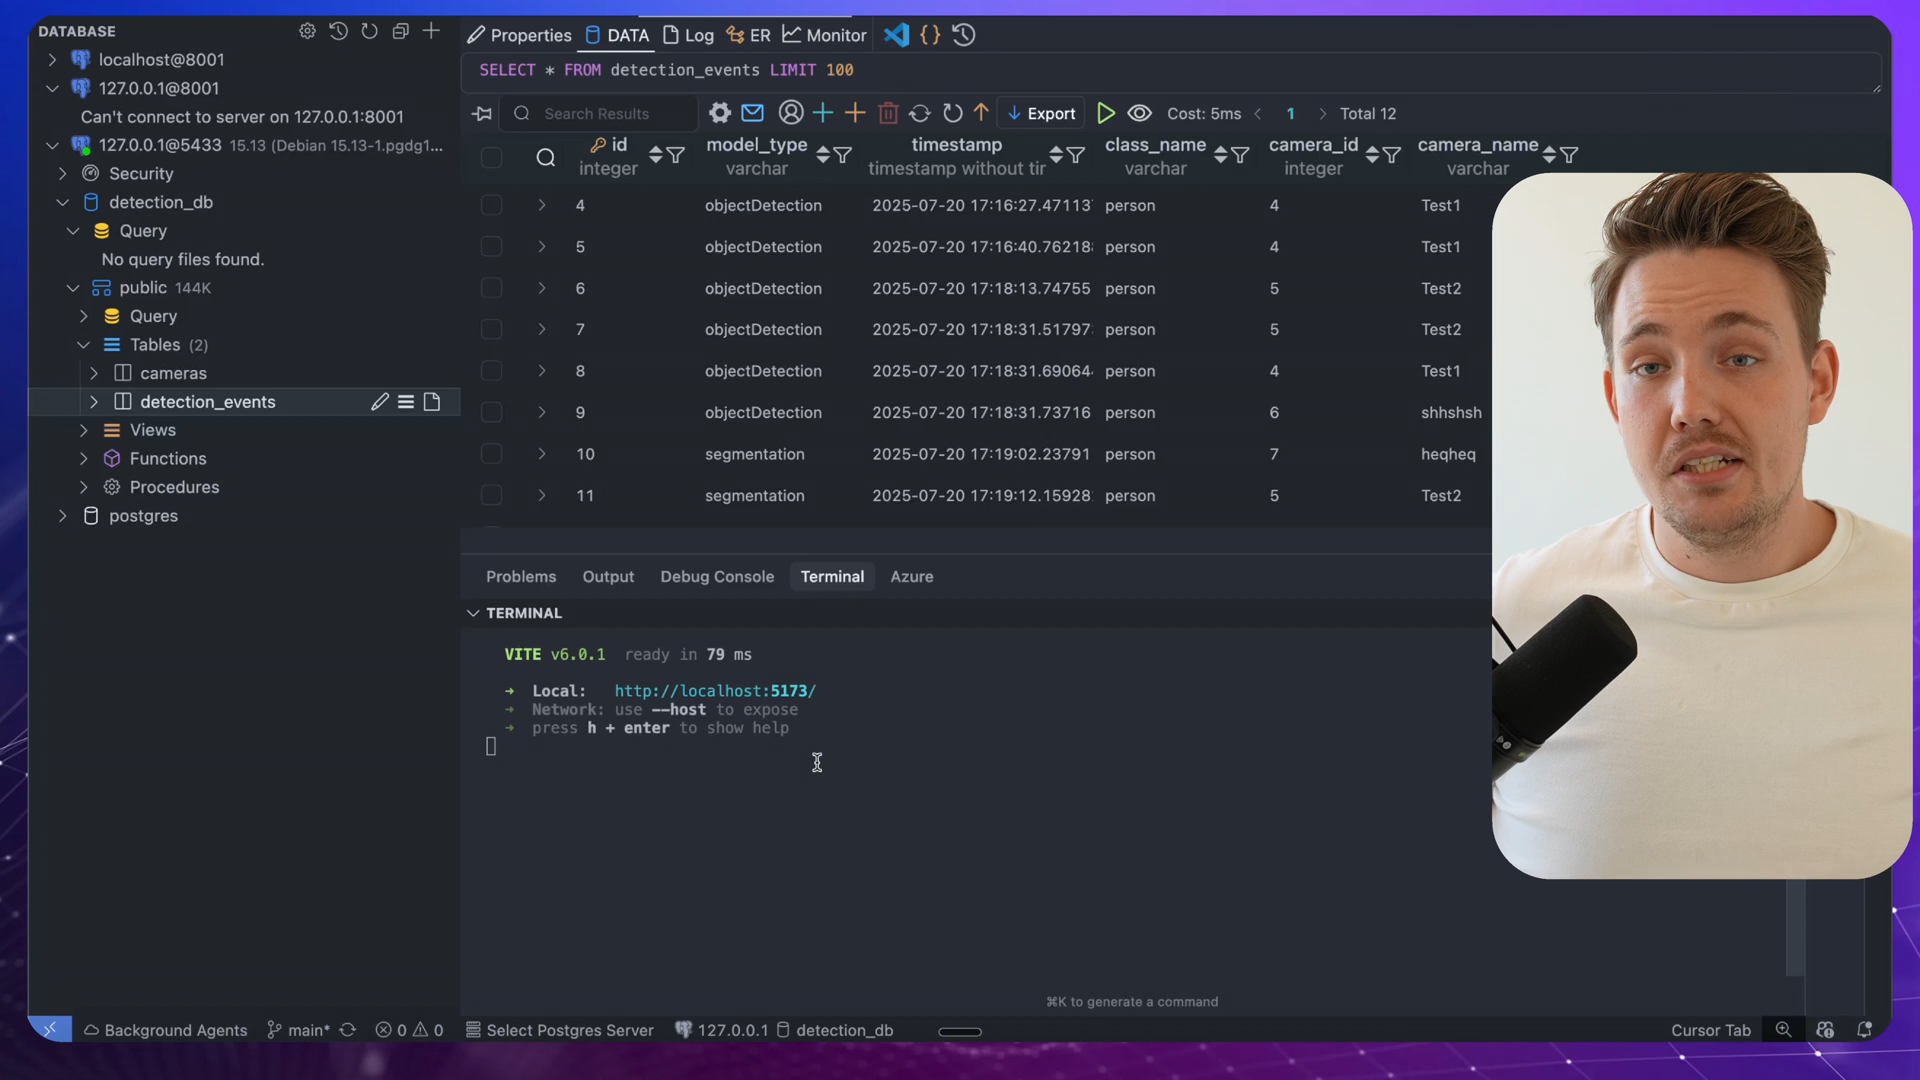 DATABASE
localhost@8001
127.0.0.1@8001
Can't connect to server on 127.0.0.1:8001
127.0.0.1@5433 15.13 (Debian 15.13-1.pgdg1...
Security
detection_db
Query
No query files found.
public 144K
Query
Tables (2)
cameras
detection_events
Views
Functions
Procedures
postgres
Properties DATA Log ER Monitor
SELECT * FROM detection_events LIMIT 100
Search Results Export Cost: 5ms 1 Total 12
id model_type timestamp class_name camera_id camera_name
integer varchar timestamp without tir varchar integer varchar
4 objectDetection 2025-07-20 17:16:27.47113 person 4 Test1
5 objectDetection 2025-07-20 17:16:40.76218 person 4 Test1
6 objectDetection 2025-07-20 17:18:13.74755 person 5 Test2
7 objectDetection 2025-07-20 17:18:31.51797 person 5 Test2
8 objectDetection 2025-07-20 17:18:31.69064 person 4 Test1
9 objectDetection 2025-07-20 17:18:31.73716 person 6 shhshsh
10 segmentation 2025-07-20 17:19:02.23791 person 7 heqheq
11 segmentation 2025-07-20 17:19:12.15928 person 5 Test2
Problems Output Debug Console Terminal Azure
TERMINAL
VITE v6.0.1 ready in 79 ms
➜ Local: http://localhost:5173/
➜ Network: use --host to expose
➜ press h + enter to show help
⌘K to generate a command
Background Agents main* 0 0 Select Postgres Server 127.0.0.1 detection_db Cursor Tab